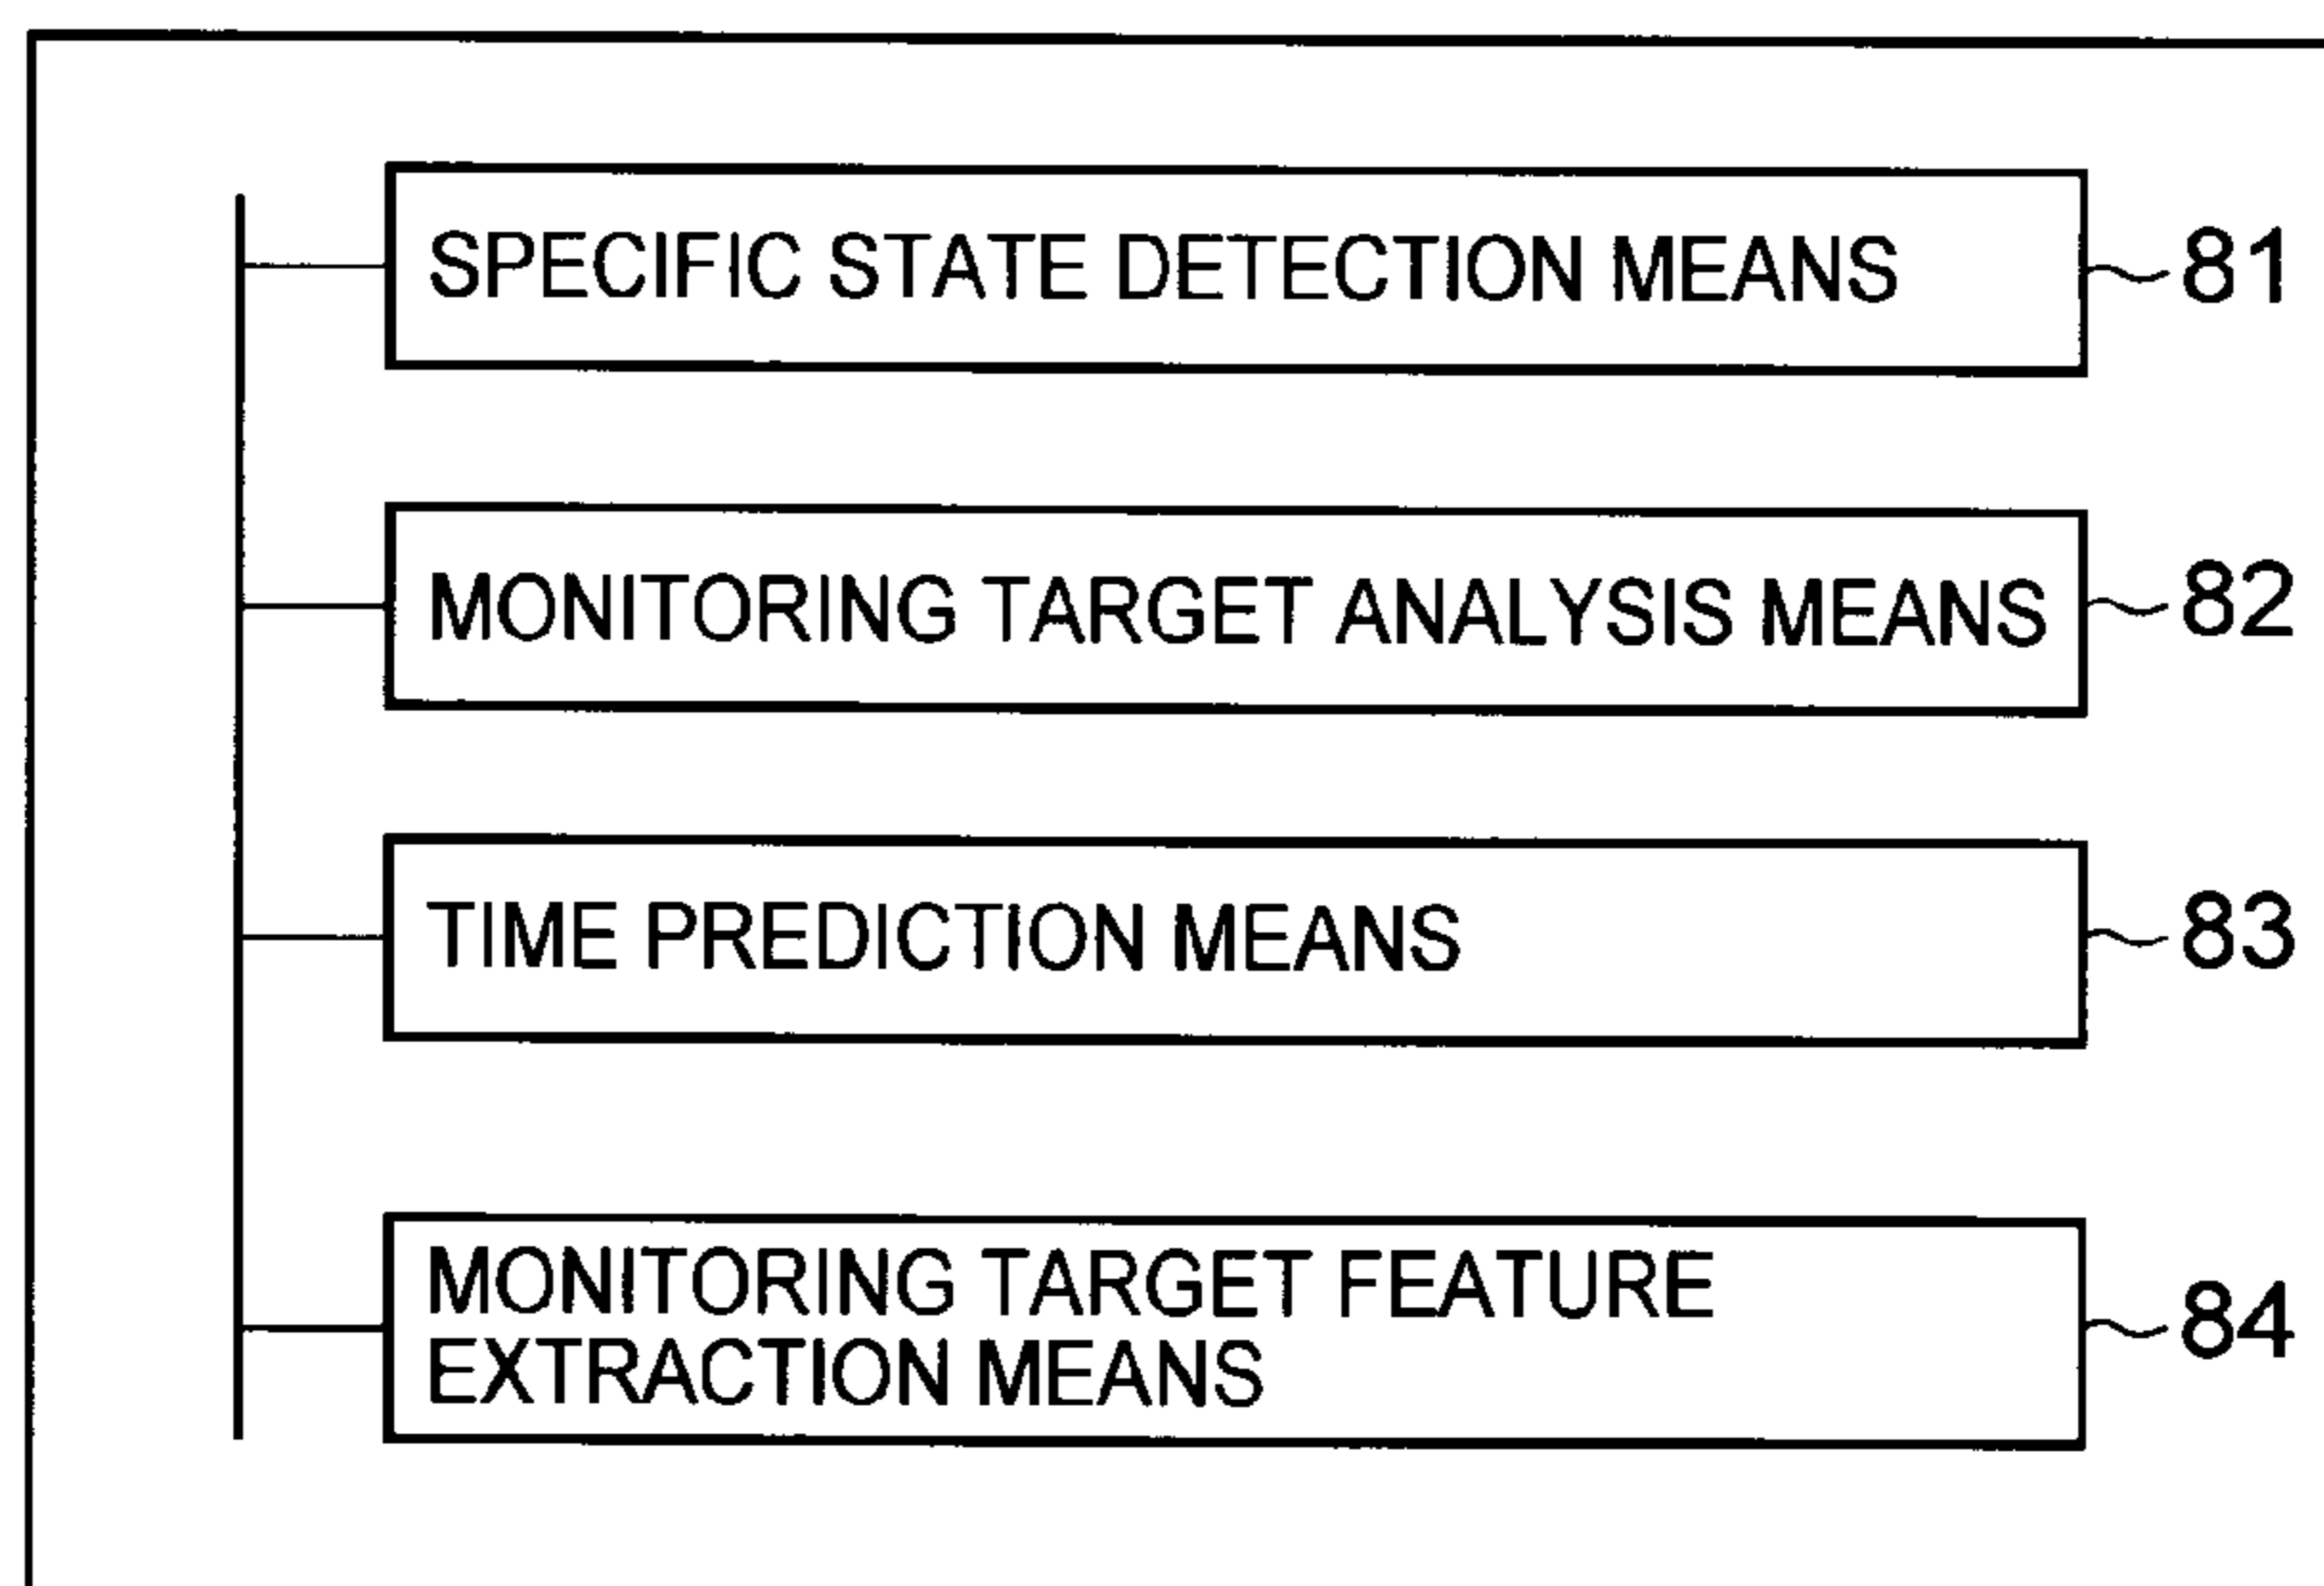 SPECIFIC STATE DETECTION MEANS
81
MONITORING TARGET ANALYSIS MEANS
82
TIME PREDICTION MEANS
83
MONITORING TARGET FEATURE
EXTRACTION MEANS
84